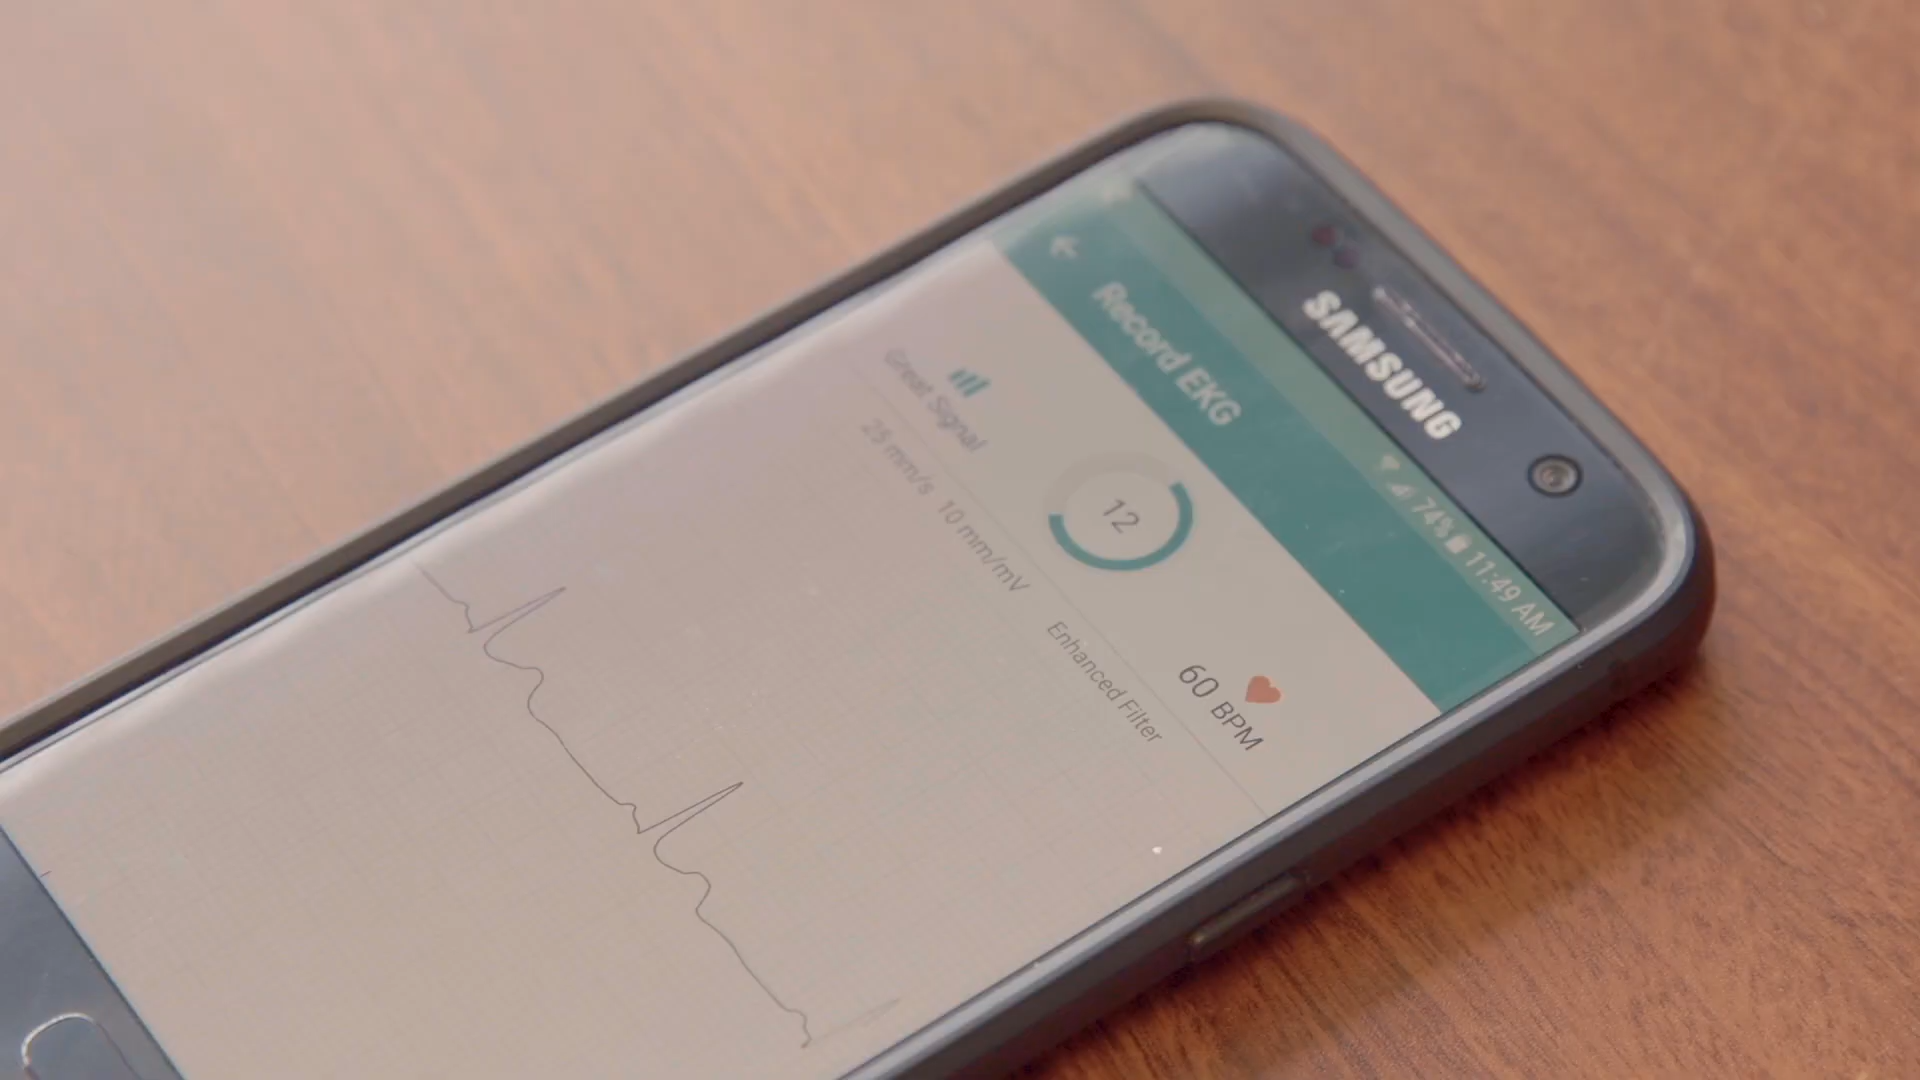 SAMSUNG
74% 11:49 AM
Record EKG
Great Signal
12
60 BPM
25 mm/s 10 mm/mV
Enhanced Filter